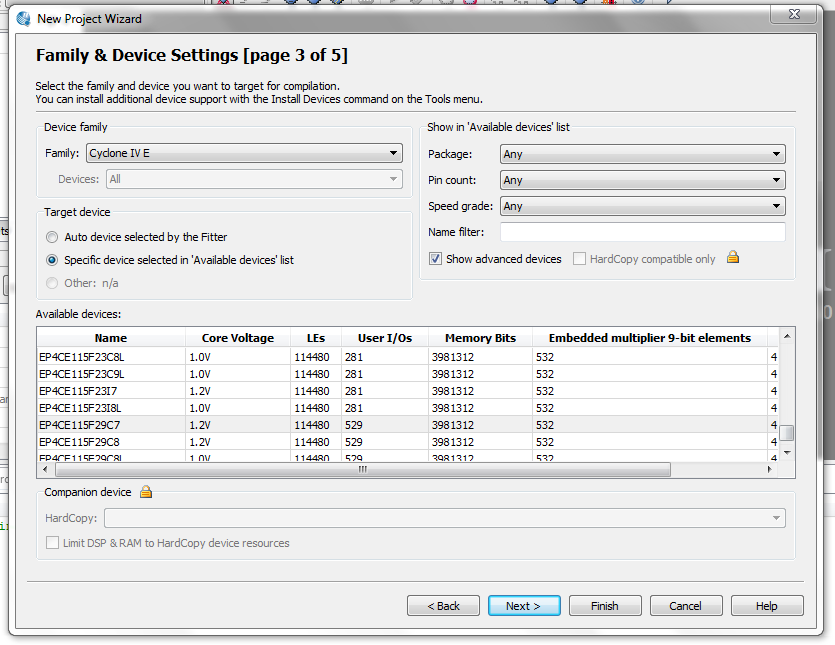 New Project Wizard
Family & Device Settings [page 3 of 5]
Select the family and device you want to target for compilation.
You can install additional device support with the Install Devices command on the Tools menu.
Device family
Family: Cyclone IV E
Devices: All
Target device
Auto device selected by the Fitter
Specific device selected in 'Available devices' list
Other: n/a
Show in 'Available devices' list
Package: Any
Pin count: Any
Speed grade: Any
Name filter:
Show advanced devices HardCopy compatible only
Available devices:
Name Core Voltage LEs User I/Os Memory Bits Embedded multiplier 9-bit elements
EP4CE115F23C8L 1.0V 114480 281 3981312 532 4
EP4CE115F23C9L 1.0V 114480 281 3981312 532 4
EP4CE115F23I7 1.2V 114480 281 3981312 532 4
EP4CE115F23I8L 1.0V 114480 281 3981312 532 4
EP4CE115F29C7 1.2V 114480 529 3981312 532 4
EP4CE115F29C8 1.2V 114480 529 3981312 532 4
EP4CE115F29C8L 1.0V 114480 529 3981312 532 4
Companion device
HardCopy:
Limit DSP & RAM to HardCopy device resources
< Back Next > Finish Cancel Help